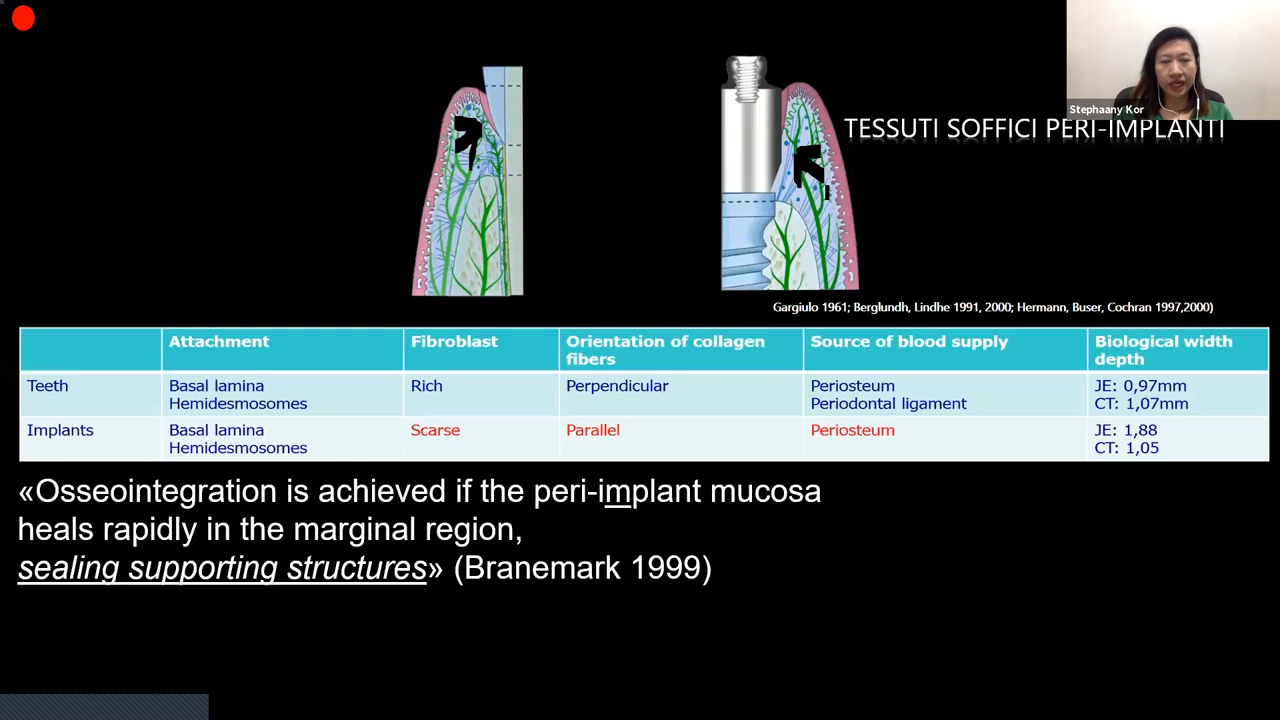 Stephaany Kor
TESSUTI SOFFICI PERI-IMPLANTI
Gargiulo 1961; Berglundh, Lindhe 1991, 2000; Hermann, Buser, Cochran 1997,2000)
Attachment Fibroblast Orientation of collagen fibers Source of blood supply Biological width depth
Teeth Basal lamina Hemidesmosomes Rich Perpendicular Periosteum Periodontal ligament JE: 0,97mm CT: 1,07mm
Implants Basal lamina Hemidesmosomes Scarse Parallel Periosteum JE: 1,88 CT: 1,05
«Osseointegration is achieved if the peri-implant mucosa
heals rapidly in the marginal region,
sealing supporting structures» (Branemark 1999)